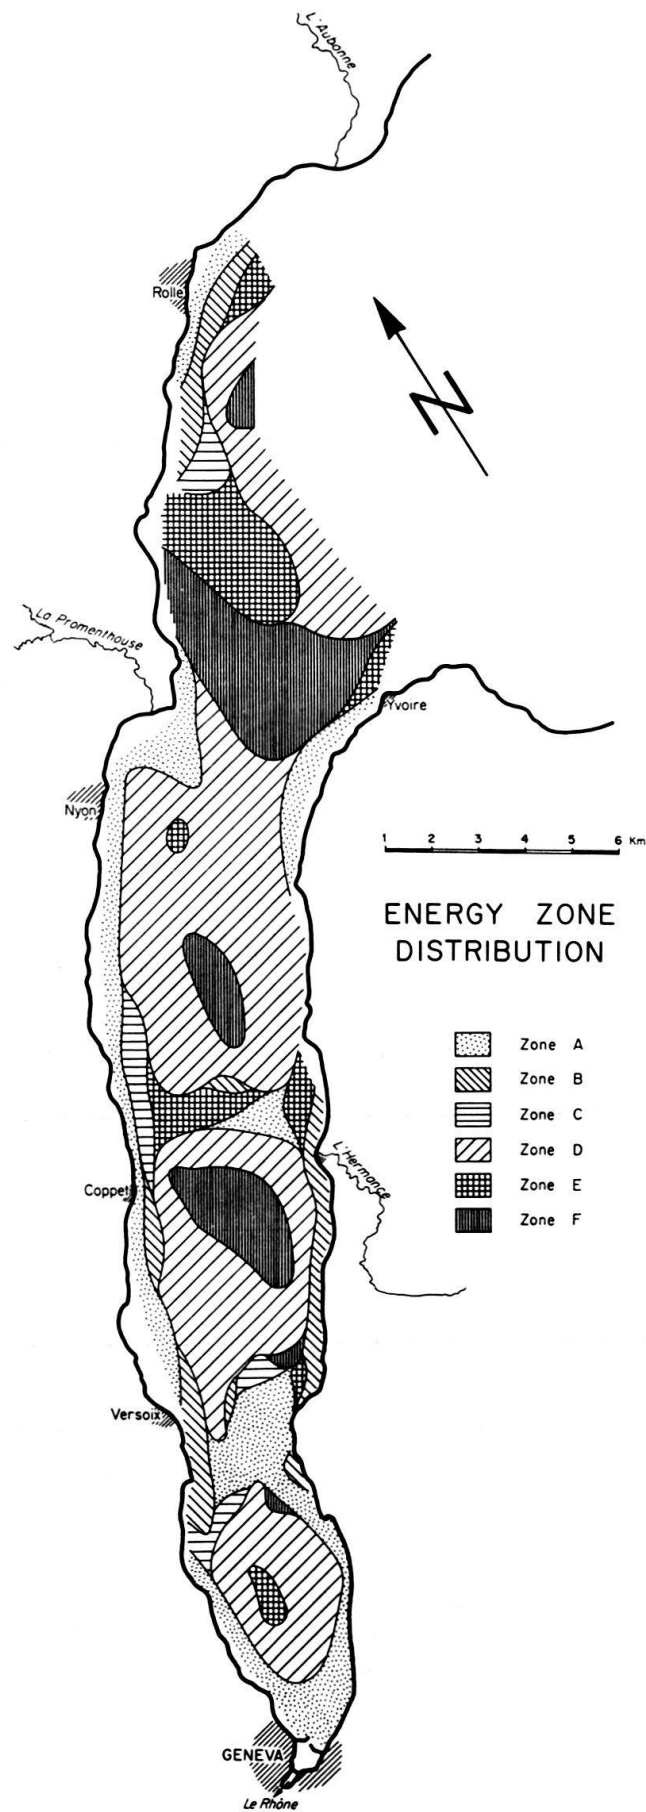 L'Aubonne
Rolle
N
La Promenthouse
Yvoire
Nyon
1 2 3 4 5 6 Km
ENERGY ZONE
DISTRIBUTION
Zone A
Zone B
Zone C
Zone D
Zone E
Zone F
L'Hermance
Coppet
Versoix
GENEVA
Le Rhône